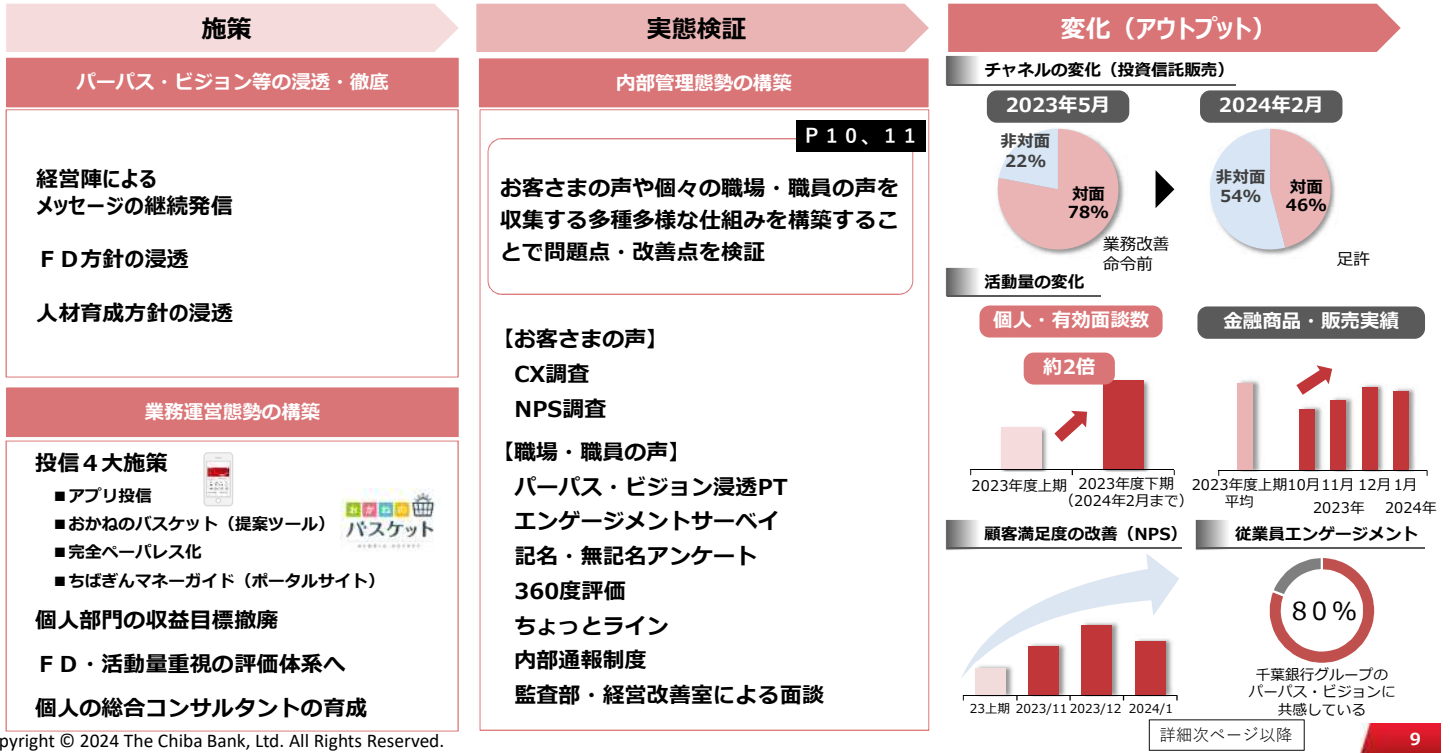 施策
パーパス・ビジョン等の浸透・徹底
経営陣による
メッセージの継続発信
ＦＤ方針の浸透
人材育成方針の浸透
業務運営態勢の構築
投信４大施策
■アプリ投信
■おかねのバスケット（提案ツール）
■完全ペーパレス化
■ちばぎんマネーガイド（ポータルサイト）
おかねの
バスケット
個人部門の収益目標撤廃
ＦＤ・活動量重視の評価体系へ
個人の総合コンサルタントの育成
実態検証
内部管理態勢の構築
Ｐ１０、１１
お客さまの声や個々の職場・職員の声を
収集する多種多様な仕組みを構築するこ
とで問題点・改善点を検証
【お客さまの声】
CX調査
NPS調査
【職場・職員の声】
パーパス・ビジョン浸透PT
エンゲージメントサーベイ
記名・無記名アンケート
360度評価
ちょっとライン
内部通報制度
監査部・経営改善室による面談
変化（アウトプット）
チャネルの変化（投資信託販売）
2023年5月
2024年2月
非対面
22%
対面
78%
業務改善
命令前
非対面
54%
対面
46%
足許
活動量の変化
個人・有効面談数
約2倍
2023年度上期
2023年度下期
（2024年2月まで）
金融商品・販売実績
2023年度上期
平均
10月 11月 12月 1月
2023年 2024年
顧客満足度の改善（NPS）
23上期 2023/11 2023/12 2024/1
従業員エンゲージメント
80%
千葉銀行グループの
パーパス・ビジョンに
共感している
詳細次ページ以降
pyright © 2024 The Chiba Bank, Ltd. All Rights Reserved.
9